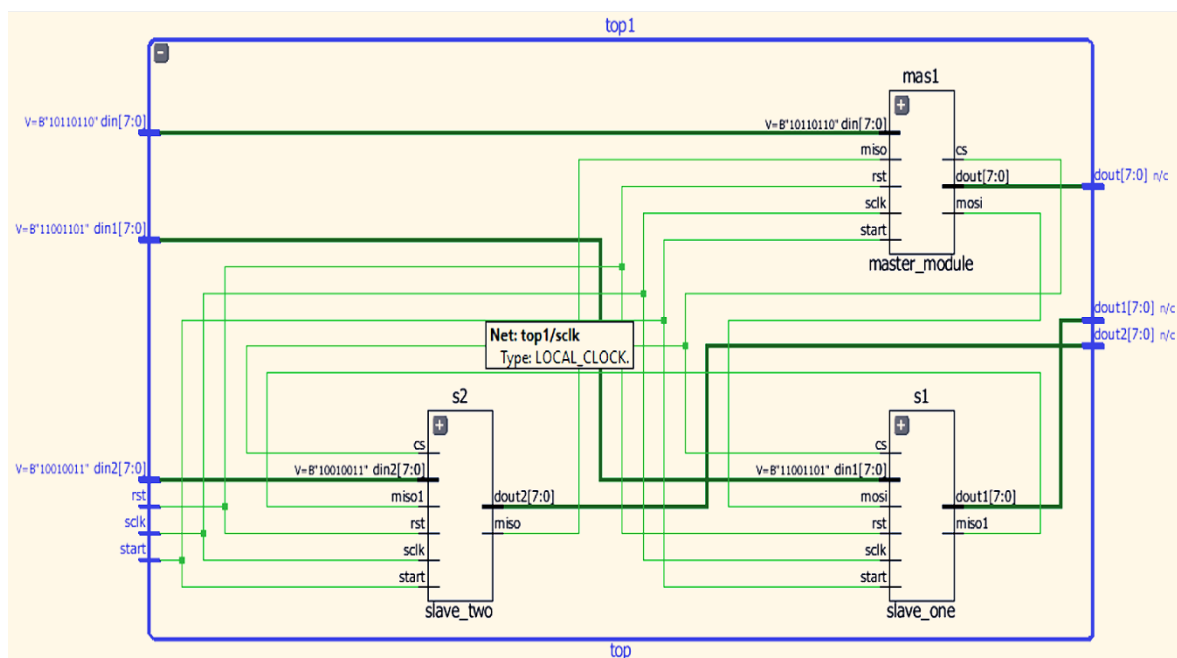 top1
mas1
V=B"10110110" din[7:0]
V=B"10110110" din[7:0]
miso
cs
rst
dout[7:0]
dout[7:0] n/c
sclk
mosi
V=B"11001101" din1[7:0]
start
master_module
dout1[7:0] n/c
Net: top1/sclk
dout2[7:0] n/c
Type: LOCAL_CLOCK.
s2
s1
cs
cs
V=B"10010011" din2[7:0]
V=B"10010011" din2[7:0]
V=B"11001101" din1[7:0]
rst
miso1
dout2[7:0]
mosi
dout1[7:0]
sclk
rst
miso
rst
miso1
start
sclk
sclk
start
start
slave_two
slave_one
top